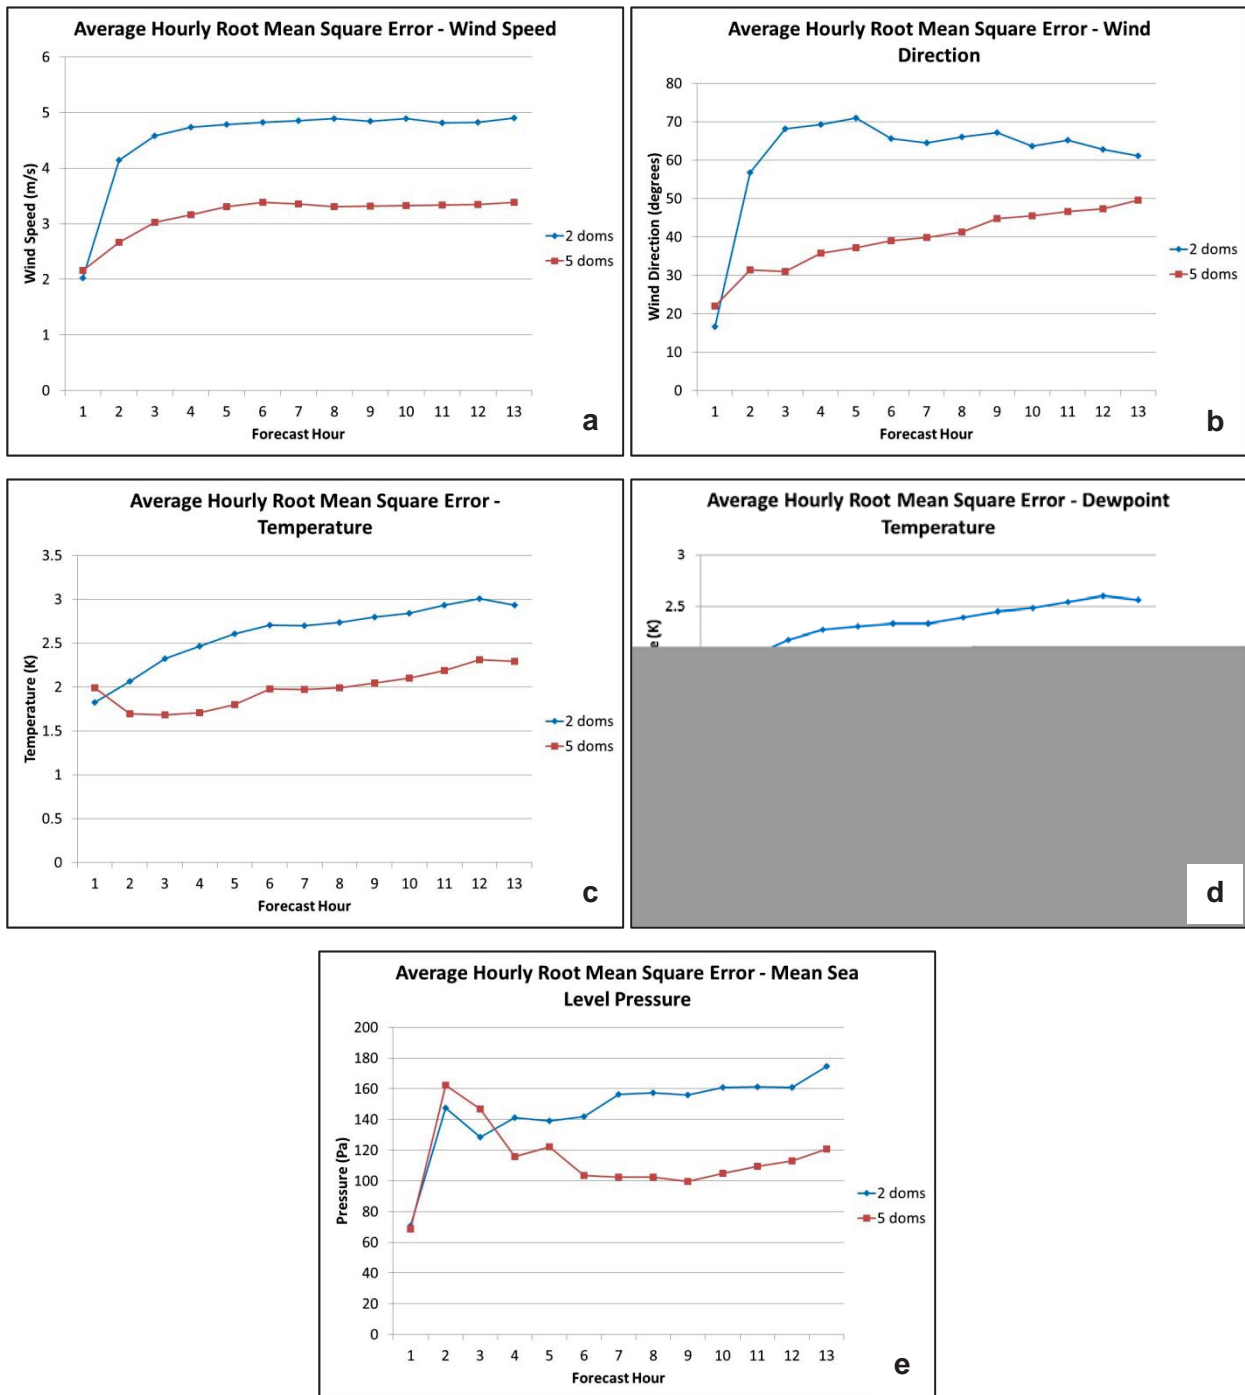 Average Hourly Root Mean Square Error - Wind Speed
6
5
4
3
2
1
0
Wind Speed (m/s)
1 2 3 4 5 6 7 8 9 10 11 12 13
Forecast Hour
2 doms
5 doms
a
Average Hourly Root Mean Square Error - Wind
Direction
80
70
60
50
40
30
20
10
0
Wind Direction (degrees)
1 2 3 4 5 6 7 8 9 10 11 12 13
Forecast Hour
2 doms
5 doms
b
Average Hourly Root Mean Square Error -
Temperature
3.5
3
2.5
2
1.5
1
0.5
0
Temperature (K)
1 2 3 4 5 6 7 8 9 10 11 12 13
Forecast Hour
2 doms
5 doms
c
Average Hourly Root Mean Square Error - Dewpoint
Temperature
3
2.5
(K)
d
Average Hourly Root Mean Square Error - Mean Sea
Level Pressure
200
180
160
140
120
100
80
60
40
20
0
Pressure (Pa)
1 2 3 4 5 6 7 8 9 10 11 12 13
Forecast Hour
2 doms
5 doms
e